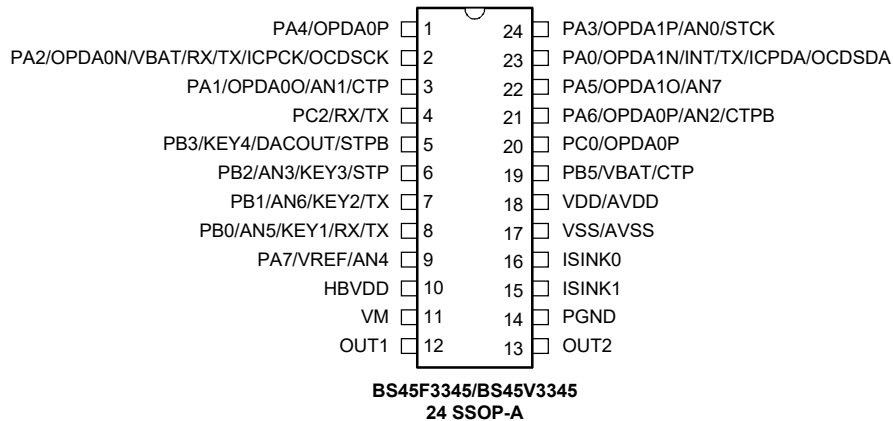 PA4/OPDA0P 1 24 PA3/OPDA1P/AN0/STCK
PA2/OPDA0N/VBAT/RX/TX/ICPCK/OCDSCK 2 23 PA0/OPDA1N/INT/TX/ICPDA/OCDSDA
PA1/OPDA0O/AN1/CTP 3 22 PA5/OPDA1O/AN7
PC2/RX/TX 4 21 PA6/OPDA0P/AN2/CTPB
PB3/KEY4/DACOUT/STPB 5 20 PC0/OPDA0P
PB2/AN3/KEY3/STP 6 19 PB5/VBAT/CTP
PB1/AN6/KEY2/TX 7 18 VDD/AVDD
PB0/AN5/KEY1/RX/TX 8 17 VSS/AVSS
PA7/VREF/AN4 9 16 ISINK0
HBVDD 10 15 ISINK1
VM 11 14 PGND
OUT1 12 13 OUT2
BS45F3345/BS45V3345
24 SSOP-A